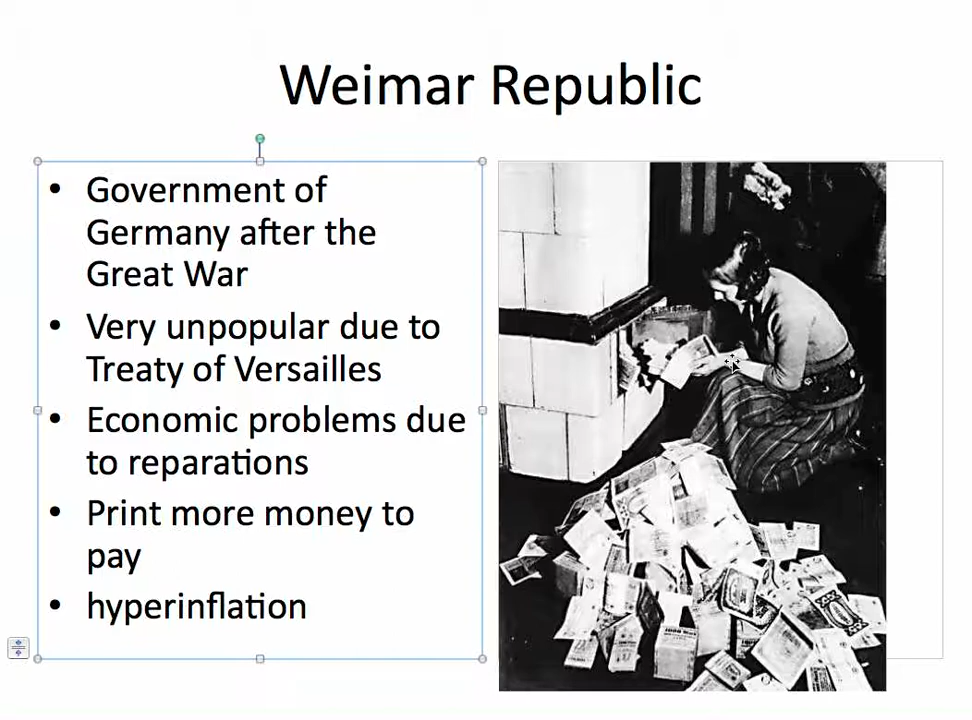 Weimar Republic
• Government of
Germany after the
Great War
• Very unpopular due to
Treaty of Versailles
• Economic problems due
to reparations
• Print more money to
pay
• hyperinflation